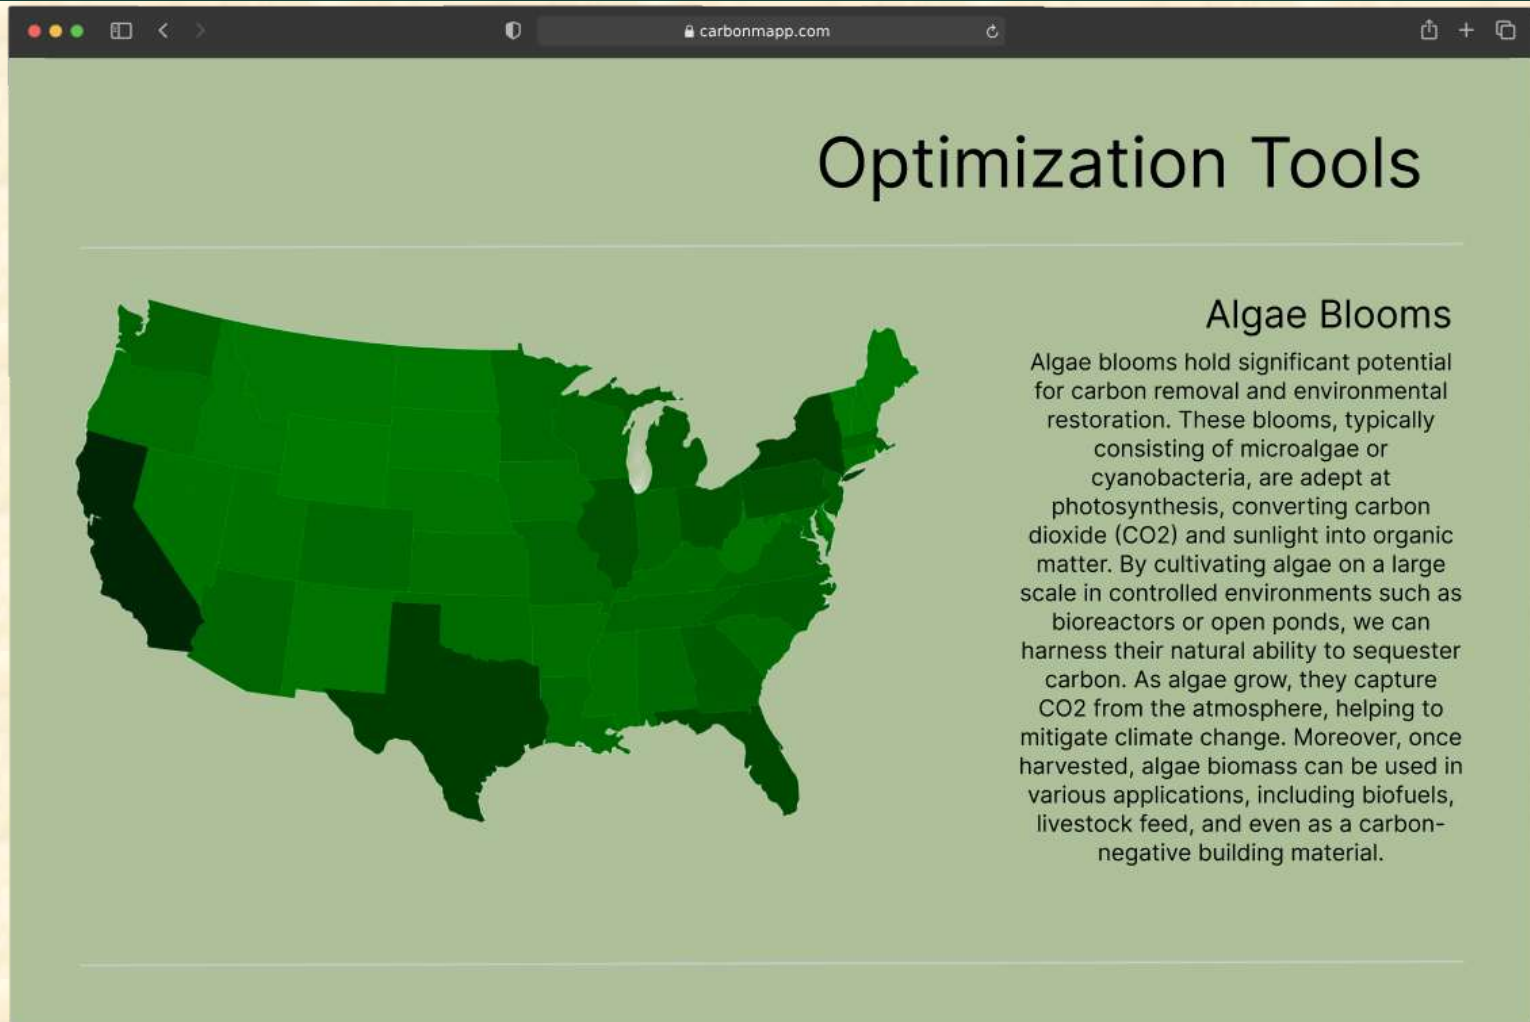 carbonmapp.com
Optimization Tools
Algae Blooms
Algae blooms hold significant potential
for carbon removal and environmental
restoration. These blooms, typically
consisting of microalgae or
cyanobacteria, are adept at
photosynthesis, converting carbon
dioxide (CO2) and sunlight into organic
matter. By cultivating algae on a large
scale in controlled environments such as
bioreactors or open ponds, we can
harness their natural ability to sequester
carbon. As algae grow, they capture
CO2 from the atmosphere, helping to
mitigate climate change. Moreover, once
harvested, algae biomass can be used in
various applications, including biofuels,
livestock feed, and even as a carbon-
negative building material.